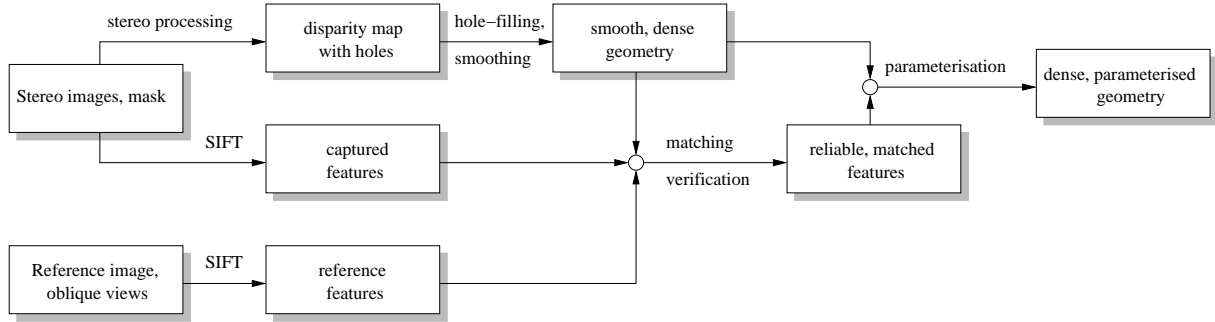 stereo processing
disparity map
with holes
hole-filling,
smoothing
smooth, dense
geometry
parameterisation
dense, parameterised
geometry
Stereo images, mask
SIFT
captured
features
matching
verification
reliable, matched
features
Reference image,
oblique views
SIFT
reference
features